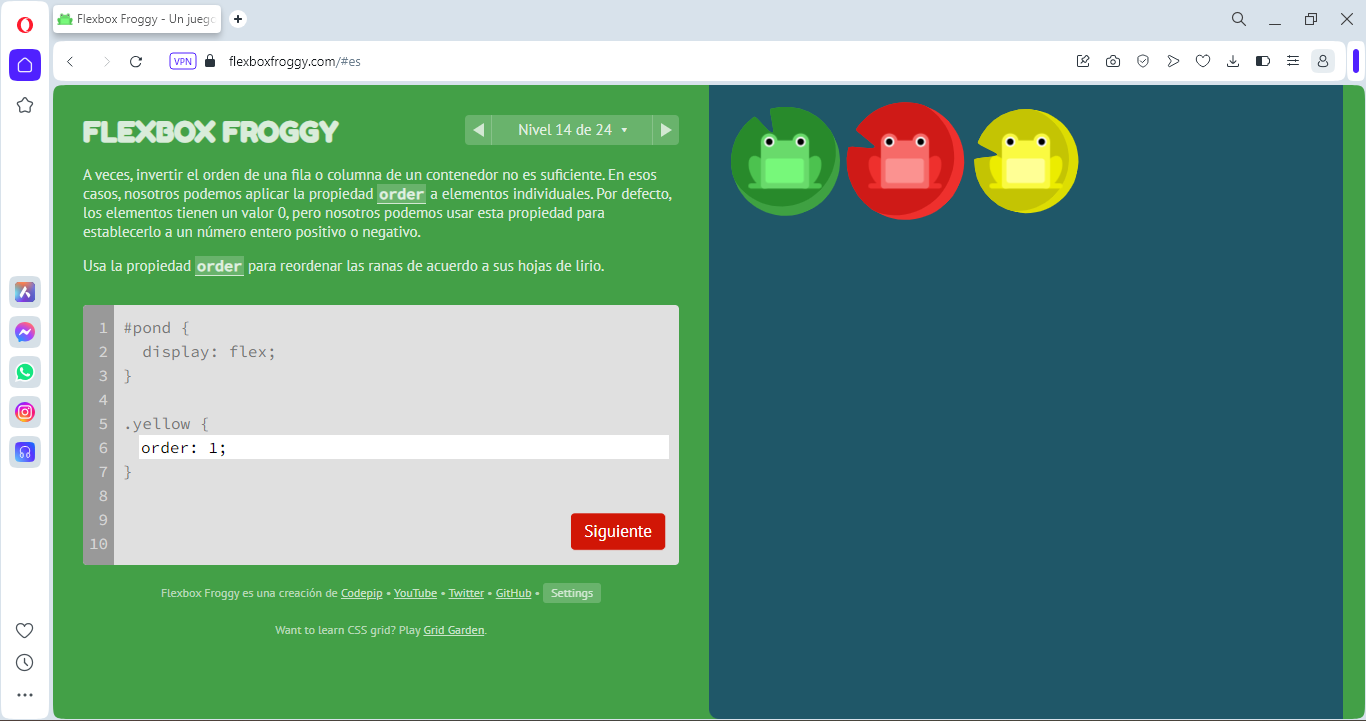 Flexbox Froggy - Un juego
VPN
flexboxfroggy.com/#es
FLEXBOX FROGGY
Nivel 14 de 24
A veces, invertir el orden de una fila o columna de un contenedor no es suficiente. En esos
casos, nosotros podemos aplicar la propiedad order a elementos individuales. Por defecto,
los elementos tienen un valor 0, pero nosotros podemos usar esta propiedad para
establecerlo a un número entero positivo o negativo.
Usa la propiedad order para reordenar las ranas de acuerdo a sus hojas de lirio.
1 #pond {
2 display: flex;
3 }
4
5 .yellow {
6 order: 1;
7 }
8
9
10
Siguiente
Flexbox Froggy es una creación de Codepip • YouTube • Twitter • GitHub • Settings
Want to learn CSS grid? Play Grid Garden.